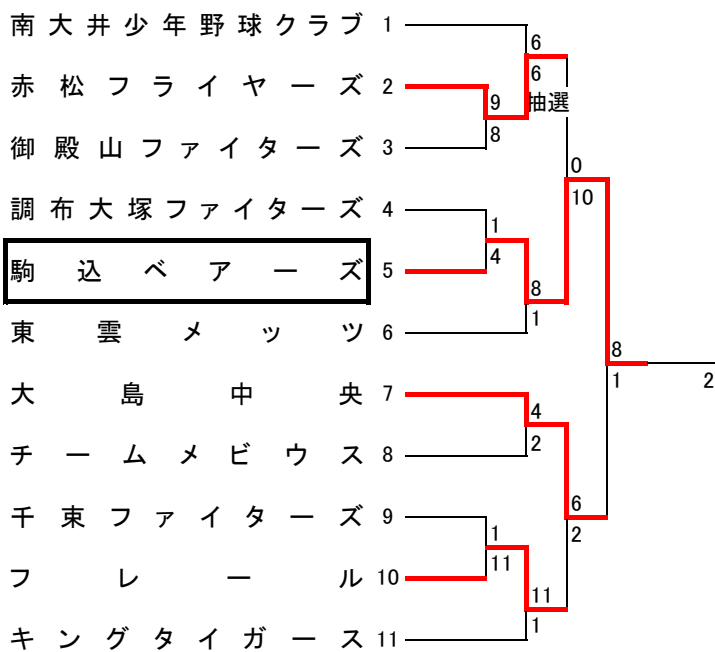 南大井少年野球クラブ 1
6
赤松フライヤーズ 2
6
9
抽選
8
御殿山ファイターズ 3
0
10
調布大塚ファイターズ 4
1
4
駒込ベアーズ 5
8
1
東雲メッツ 6
8
1
2
大島中央 7
4
2
チームメビウス 8
6
2
千束ファイターズ 9
1
11
フレール 10
11
1
キングタイガース 11